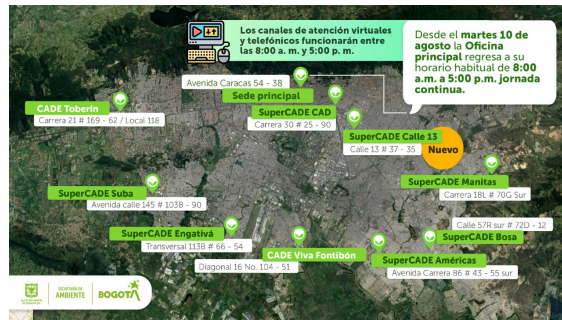 Los canales de atención virtuales
y telefónicos funcionarán entre
las 8:00 a. m. y 5:00 p. m.
Desde el martes 10 de
agosto la Oficina
principal regresa a su
horario habitual de 8:00
a.m. a 5:00 p.m. jornada
continua.
Avenida Caracas 54 - 38
Sede principal
CADE Toberín
Carrera 21 # 169 - 62 / Local 118
SuperCADE CAD
Carrera 30 # 25 - 90
SuperCADE Calle 13
Calle 13 # 37 - 35
Nuevo
SuperCADE Manitas
Carrera 18L # 70G Sur
SuperCADE Suba
Avenida calle 145 # 103B - 90
Calle 57R sur # 72D - 12
SuperCADE Bosa
SuperCADE Engativá
Transversal 113B # 66 - 54
CADE Viva Fontibón
Diagonal 16 No. 104 - 51
SuperCADE Américas
Avenida Carrera 86 # 43 - 55 sur
SECRETARÍA DE
AMBIENTE
BOGOTÁ